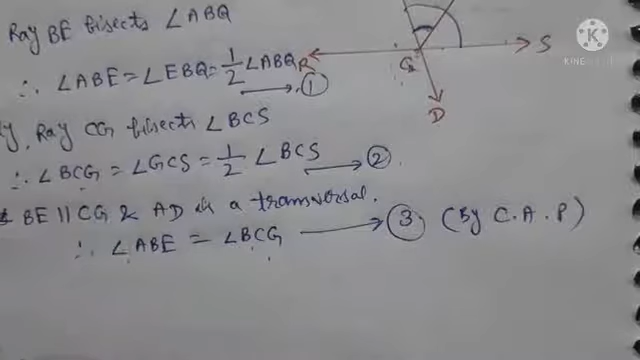 Ray BE bisects ∠ABQ
∴ ∠ABE = ∠EBQ = 1/2 ∠ABQ → ①
R
C
S
D
Ray CG bisects ∠BCS
∴ ∠BCG = ∠GCS = 1/2 ∠BCS → ②
BE || CG & AD is a transversal.
∴ ∠ABE = ∠BCG → ③ (By C.A.P)
KINEMASTER